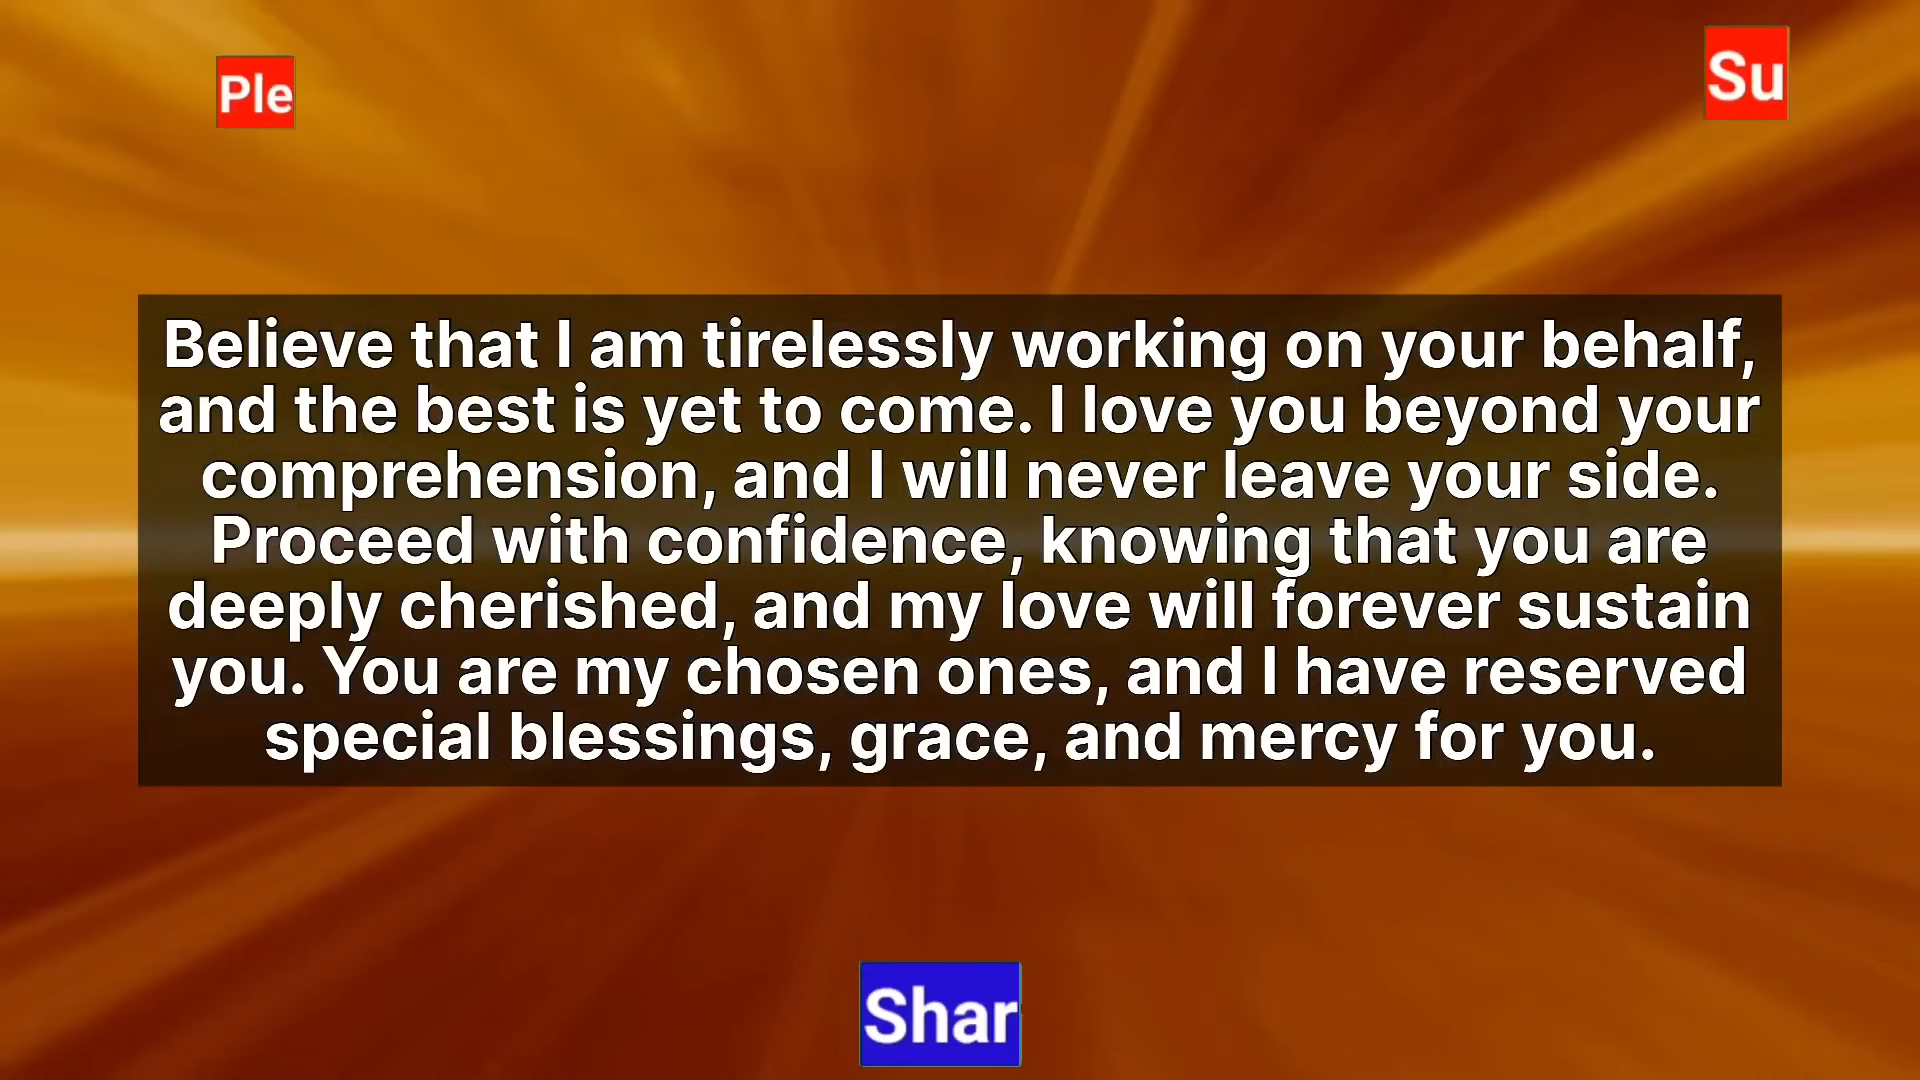 Ple
Su
Believe that I am tirelessly working on your behalf,
and the best is yet to come. I love you beyond your
comprehension, and I will never leave your side.
Proceed with confidence, knowing that you are
deeply cherished, and my love will forever sustain
you. You are my chosen ones, and I have reserved
special blessings, grace, and mercy for you.
Shar